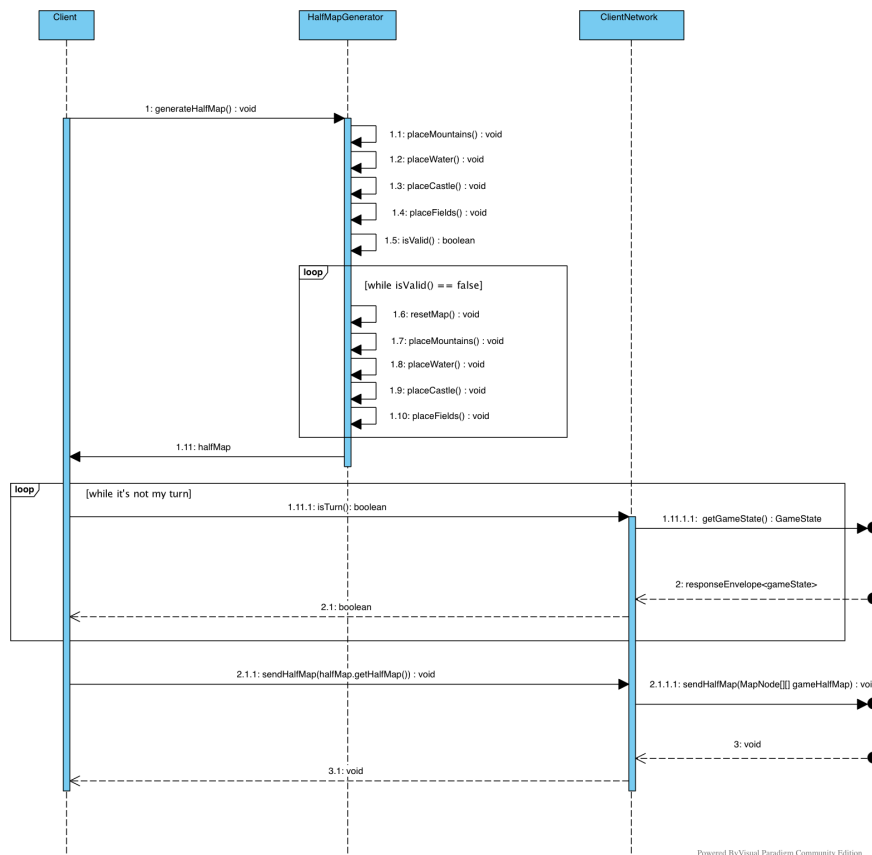 Client
HalfMapGenerator
ClientNetwork
1: generateHalfMap() : void
1.1: placeMountains() : void
1.2: placeWater() : void
1.3: placeCastle() : void
1.4: placeFields() : void
1.5: isValid() : boolean
loop
[while isValid() == false]
1.6: resetMap() : void
1.7: placeMountains() : void
1.8: placeWater() : void
1.9: placeCastle() : void
1.10: placeFields() : void
1.11: halfMap
loop
[while it's not my turn]
1.11.1: isTurn(): boolean
1.11.1.1: getGameState() : GameState
2: responseEnvelope<gameState>
2.1: boolean
2.1.1: sendHalfMap(halfMap.getHalfMap()) : void
2.1.1.1: sendHalfMap(MapNode[][] gameHalfMap) : voi
3: void
3.1: void
Powered By Visual Paradigm Community Edition